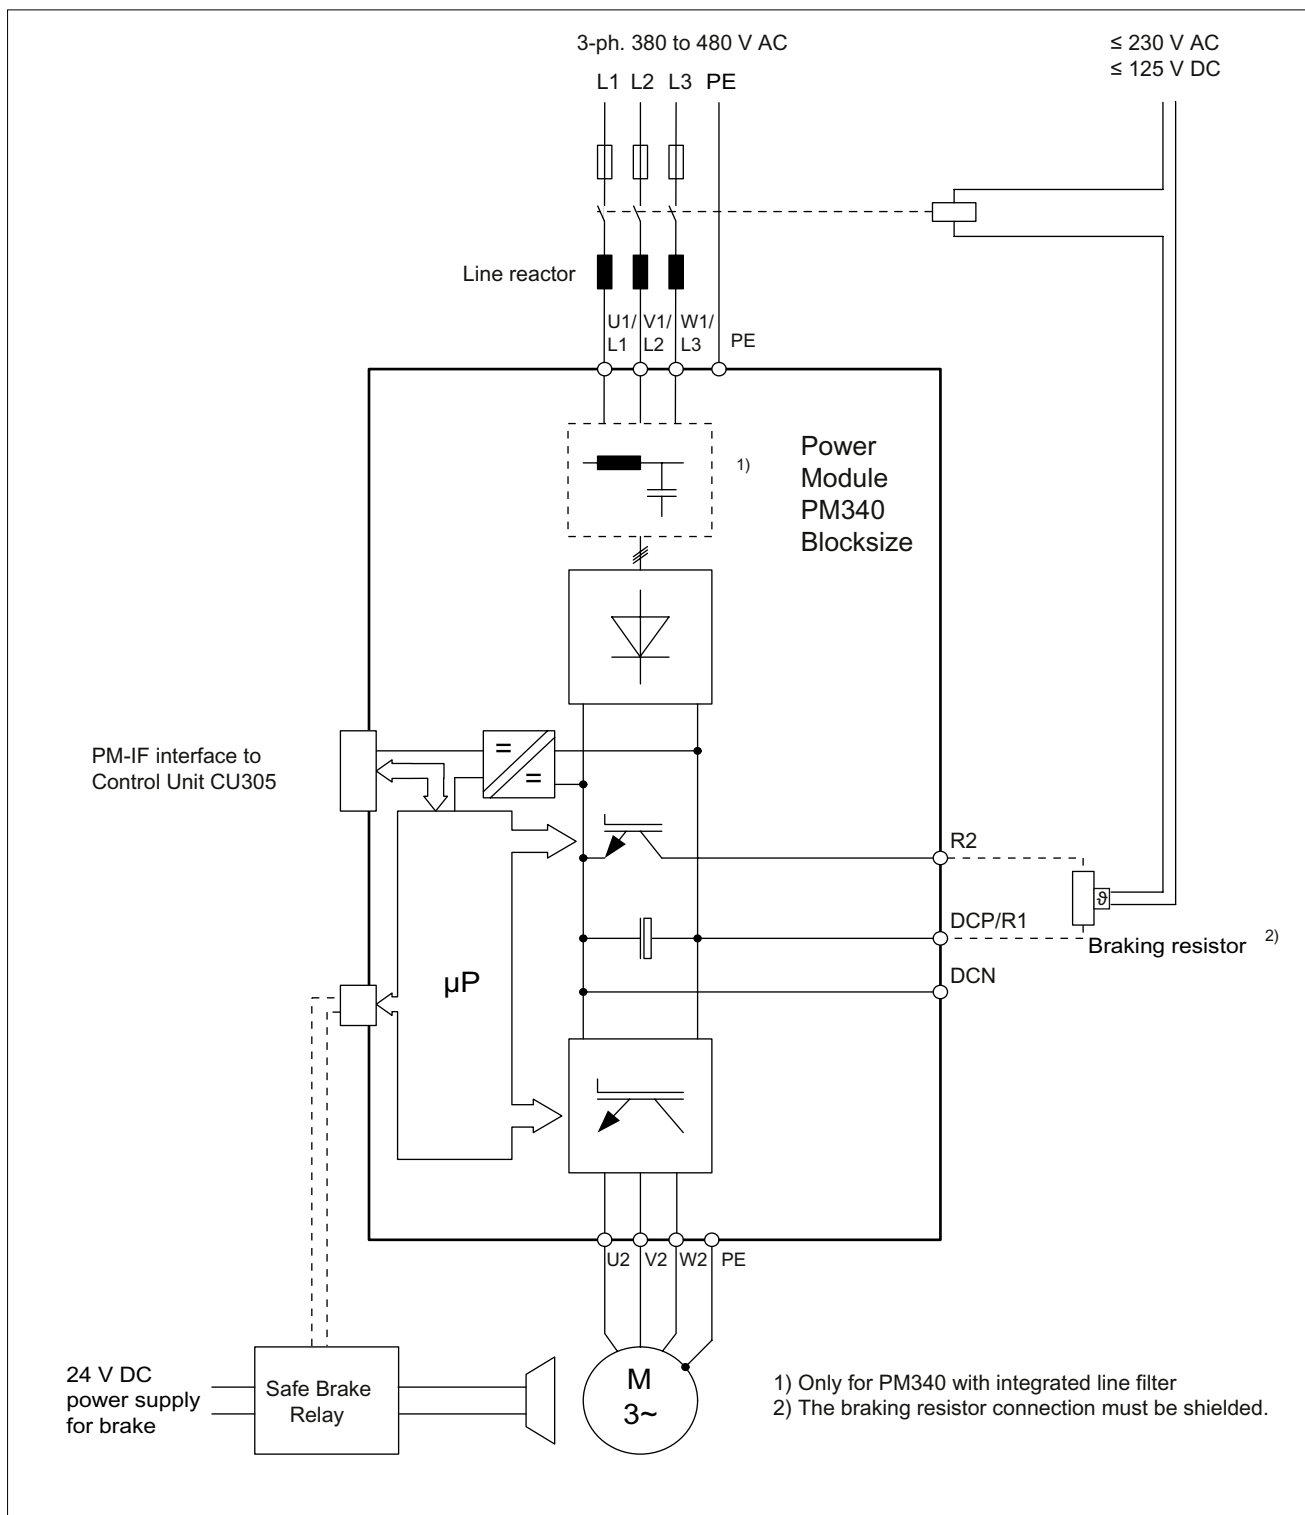 3-ph. 380 to 480 V AC
≤ 230 V AC
≤ 125 V DC
L1 L2 L3 PE
Line reactor
U1/ V1/ W1/
L1 L2 L3 PE
Power
Module
PM340
Blocksize
1)
=
=
PM-IF interface to
Control Unit CU305
R2
ϑ
DCP/R1
Braking resistor 2)
DCN
µP
U2 V2 W2 PE
24 V DC
power supply
for brake
Safe Brake
Relay
M
3~
1) Only for PM340 with integrated line filter
2) The braking resistor connection must be shielded.